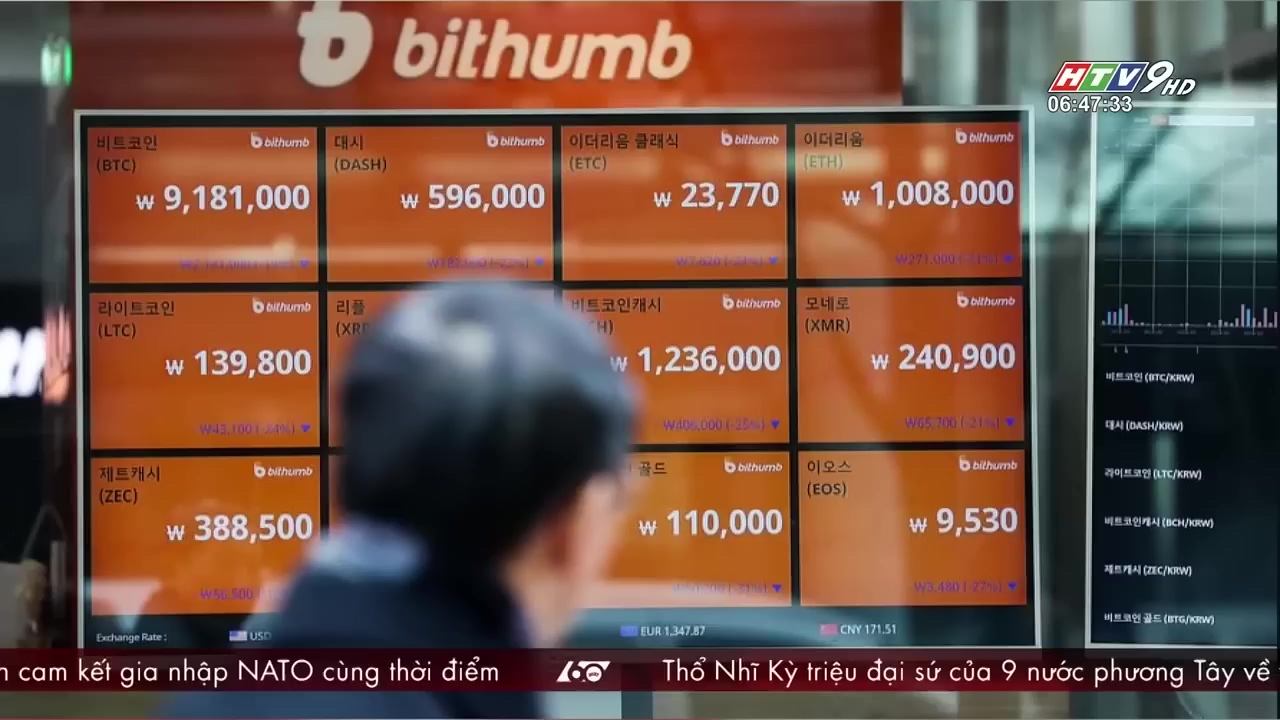 bithumb
HTV9 HD
06:47:33
비트코인 bithumb
(BTC)
₩ 9,181,000
대시 bithumb
(DASH)
₩ 596,000
이더리움 클래식 bithumb
(ETC)
₩ 23,770
₩7,620 (-24%) ▼
이더리움 bithumb
(ETH)
₩ 1,008,000
₩271,000 (-21%) ▼
라이트코인 bithumb
(LTC)
₩ 139,800
₩43,100 (-24%) ▼
리플
비트코인캐시 bithumb
₩ 1,236,000
₩406,000 (-25%) ▼
모네로 bithumb
(XMR)
₩ 240,900
₩65,700 (-21%) ▼
제트캐시 bithumb
(ZEC)
₩ 388,500
₩56,500
골드 bithumb
₩ 110,000
이오스 bithumb
(EOS)
₩ 9,530
₩3,480 (-27%) ▼
Exchange Rate : USD EUR 1,347.87 CNY 171.51
비트코인 (BTC/KRW)
대시 (DASH/KRW)
라이트코인 (LTC/KRW)
비트코인캐시 (BCH/KRW)
제트캐시 (ZEC/KRW)
비트코인 골드 (BTG/KRW)
cam kết gia nhập NATO cùng thời điểm 60 giây Thổ Nhĩ Kỳ triệu đại sứ của 9 nước phương Tây về